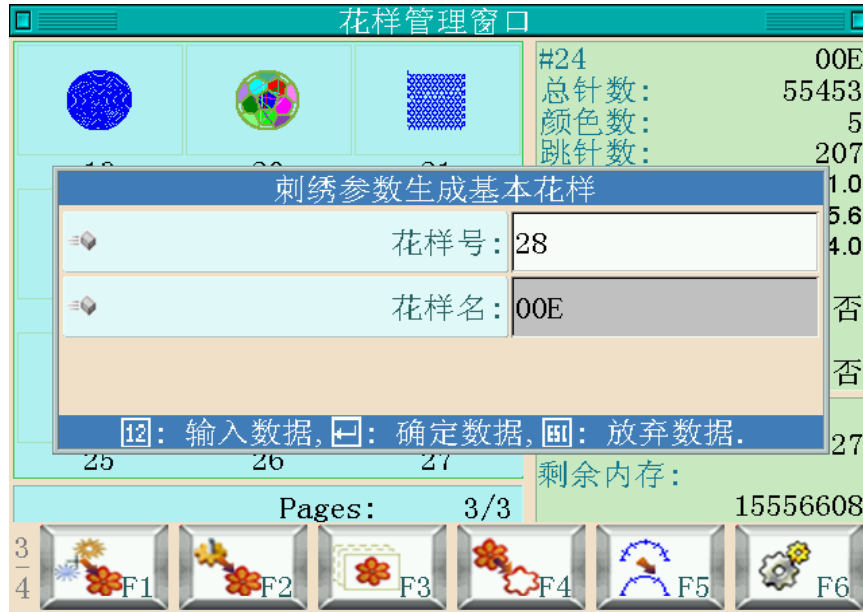 花样管理窗口
#24 00E
总针数: 55453
颜色数: 5
跳针数: 207
刺绣参数生成基本花样
1.0
5.6
花样号: 28
4.0
花样名: 00E
否
否
12: 输入数据, : 确定数据, ESC: 放弃数据.
27
25 26 27
剩余内存:
Pages: 3/3
15556608
3
4
F1 F2 F3 F4 F5 F6